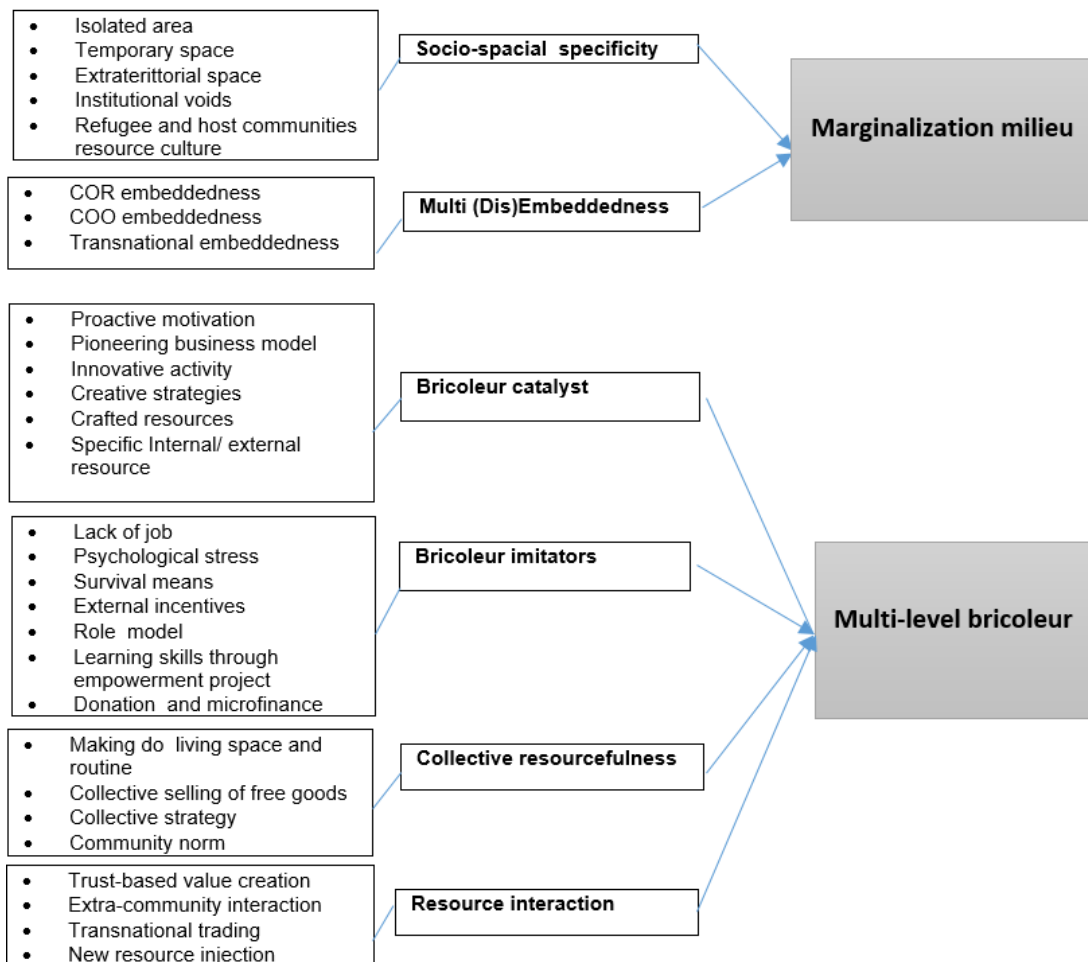 • Isolated area
• Temporary space
• Extraterittorial space
• Institutional voids
• Refugee and host communities
resource culture
Socio-spacial specificity
Marginalization milieu
• COR embeddedness
• COO embeddedness
• Transnational embeddedness
Multi (Dis)Embeddedness
• Proactive motivation
• Pioneering business model
• Innovative activity
• Creative strategies
• Crafted resources
• Specific Internal/ external
resource
Bricoleur catalyst
• Lack of job
• Psychological stress
• Survival means
• External incentives
• Role model
• Learning skills through
empowerment project
• Donation and microfinance
Bricoleur imitators
Multi-level bricoleur
• Making do living space and
routine
• Collective selling of free goods
• Collective strategy
• Community norm
Collective resourcefulness
• Trust-based value creation
• Extra-community interaction
• Transnational trading
• New resource injection
Resource interaction